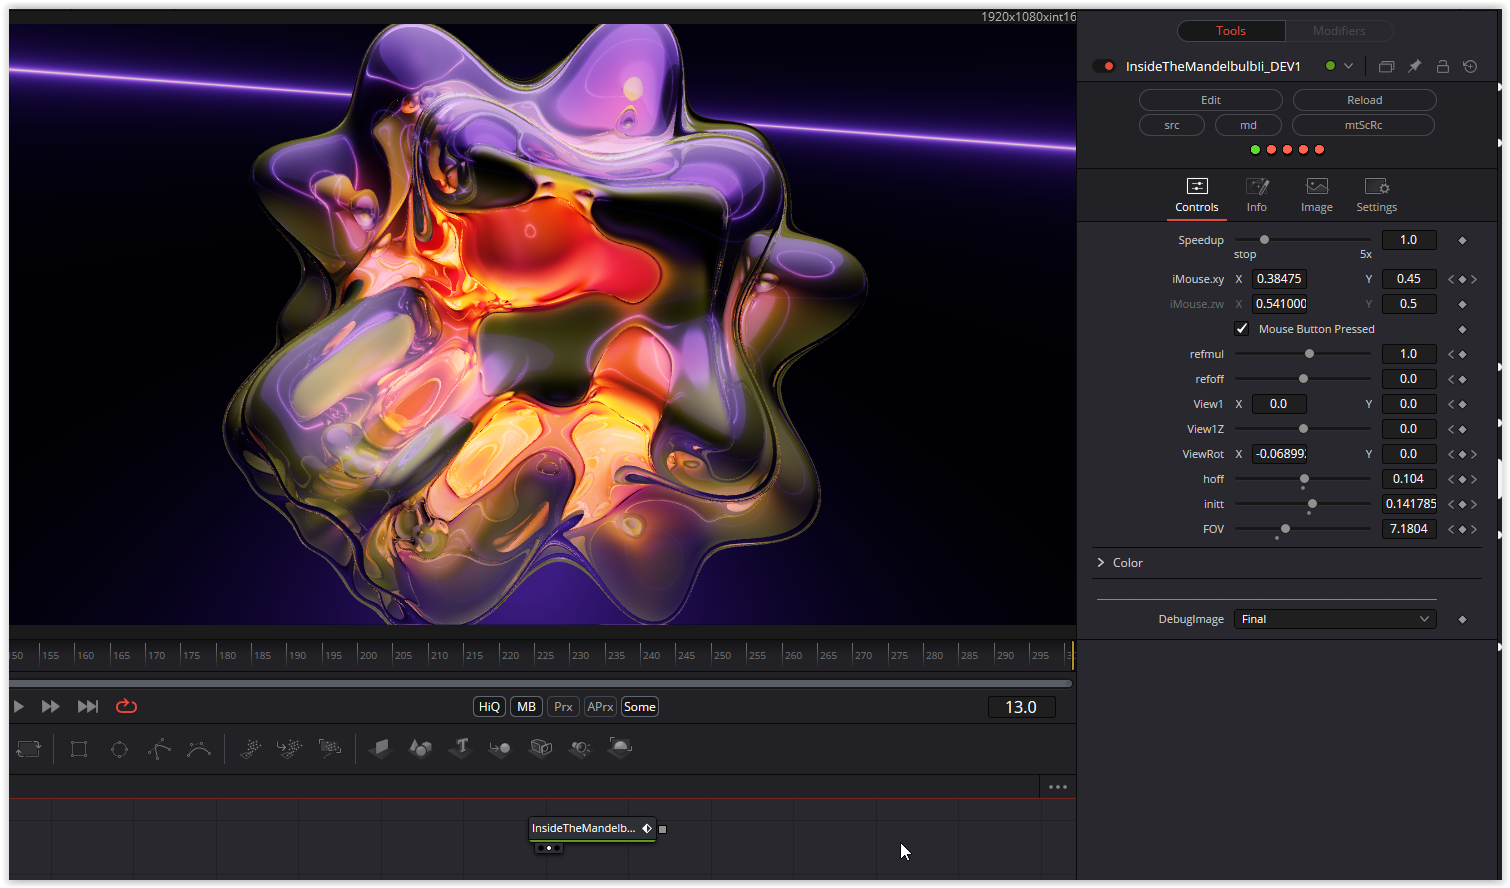 1920x1080xint16
Tools Modifiers
InsideTheMandelbulbIi_DEV1
Edit Reload
src md mtScRc
Controls Info Image Settings
Speedup 1.0
stop 5x
iMouse.xy X 0.38475 Y 0.45
iMouse.zw X 0.541000 Y 0.5
Mouse Button Pressed
refmul 1.0
refoff 0.0
View1 X 0.0 Y 0.0
View1Z 0.0
ViewRot X -0.068992 Y 0.0
hoff 0.104
initt 0.141785
FOV 7.1804
Color
DebugImage Final
50 155 160 165 170 175 180 185 190 195 200 205 210 215 220 225 230 235 240 245 250 255 260 265 270 275 280 285 290 295
HiQ MB Prx APrx Some 13.0
T
InsideTheMandelb...